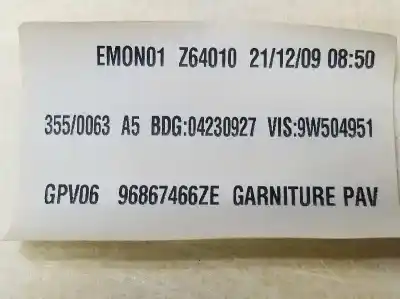 EMON01 Z64010 21/12/09 08:50
355/0063 A5 BDG:04230927 VIS:9W504951
GPV06 96867466ZE GARNITURE PAV